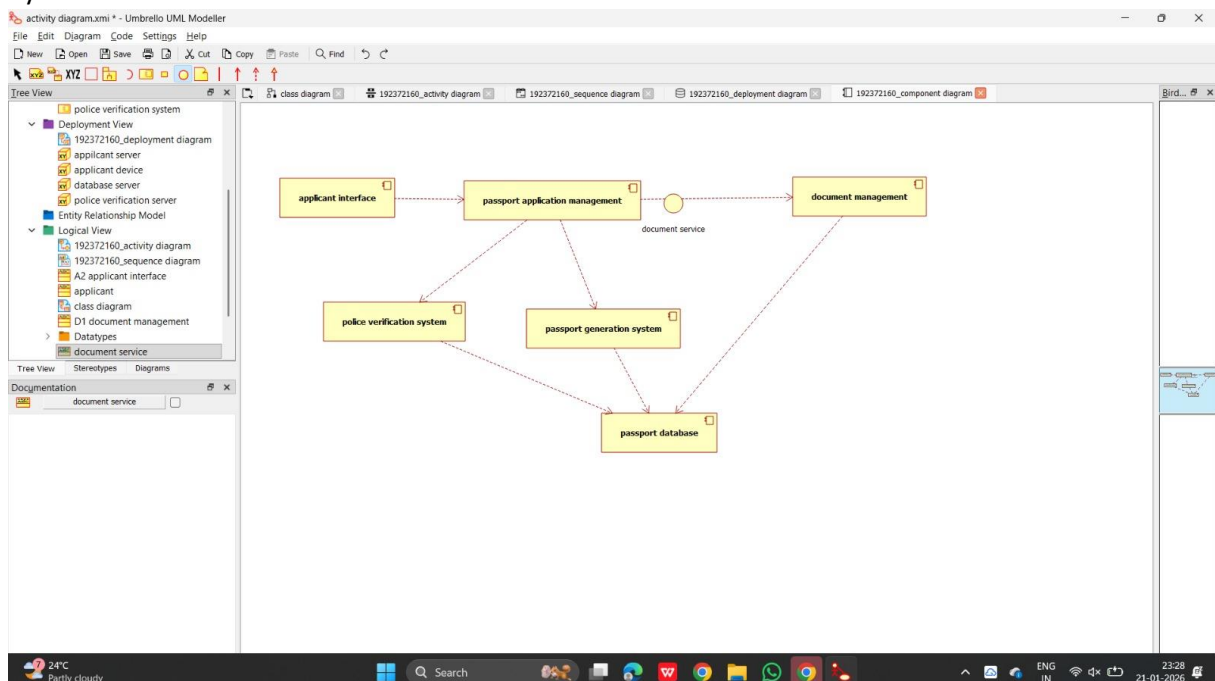 activity diagram.xmi * - Umbrello UML Modeller
File Edit Diagram Code Settings Help
New Open Save Cut Copy Paste Find
XYZ XYZ
Tree View
class diagram 192372160_activity diagram 192372160_sequence diagram 192372160_deployment diagram 192372160_component diagram
Bird...
police verification system
Deployment View
192372160_deployment diagram
appilcant server
applicant device
database server
police verification server
Entity Relationship Model
Logical View
192372160_activity diagram
192372160_sequence diagram
A2 applicant interface
applicant
class diagram
D1 document management
Datatypes
document service
Tree View Stereotypes Diagrams
Documentation
document service
applicant interface
passport application management
document service
document management
police verification system
passport generation system
passport database
7
24°C
Partly cloudy
Search
ENG
IN
23:28
21-01-2026